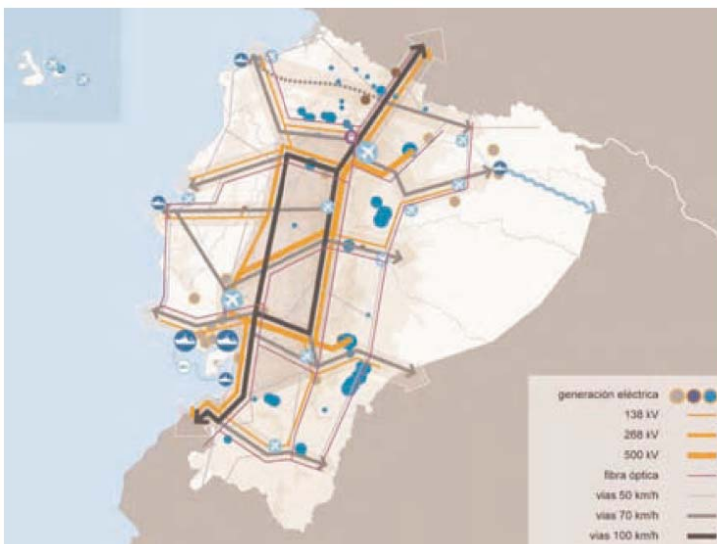 generación eléctrica
138 kV
268 kV
500 kV
fibra óptica
vías 50 km/h
vías 70 km/h
vías 100 km/h